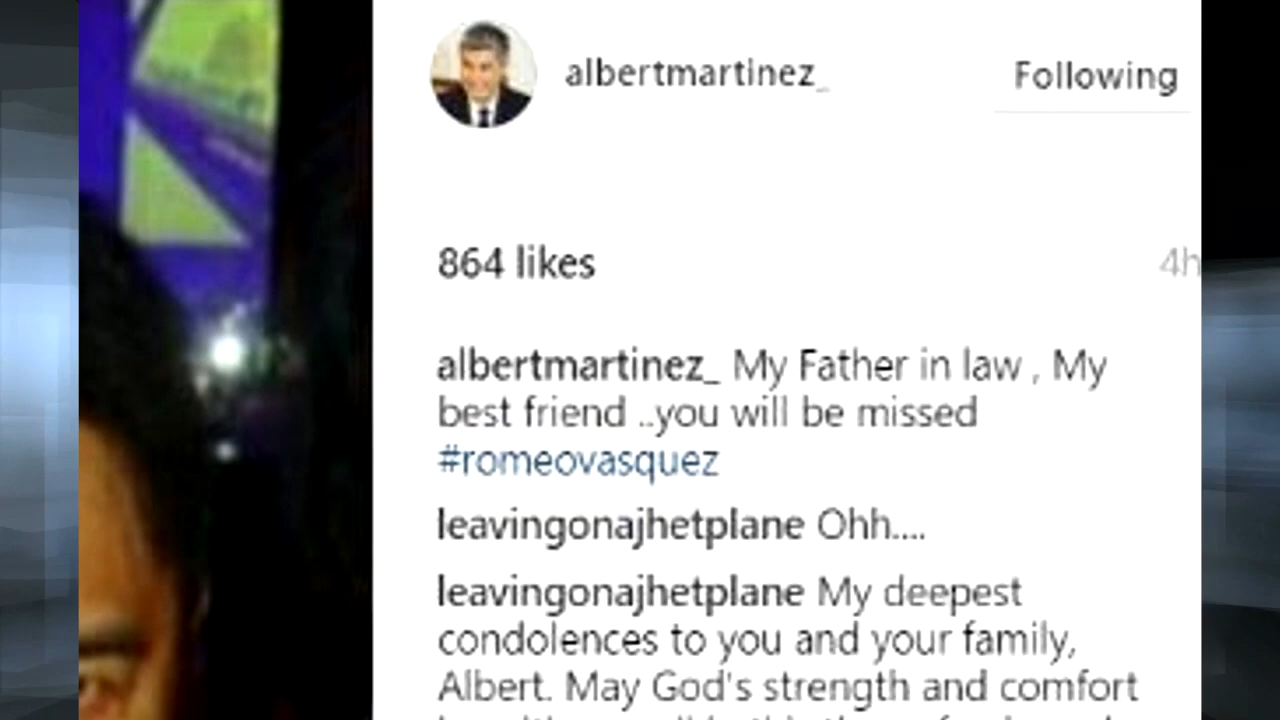 albertmartinez_
Following
864 likes
4h
albertmartinez_ My Father in law , My
best friend ..you will be missed
#romeovasquez
leavingonajhetplane Ohh....
leavingonajhetplane My deepest
condolences to you and your family,
Albert. May God's strength and comfort